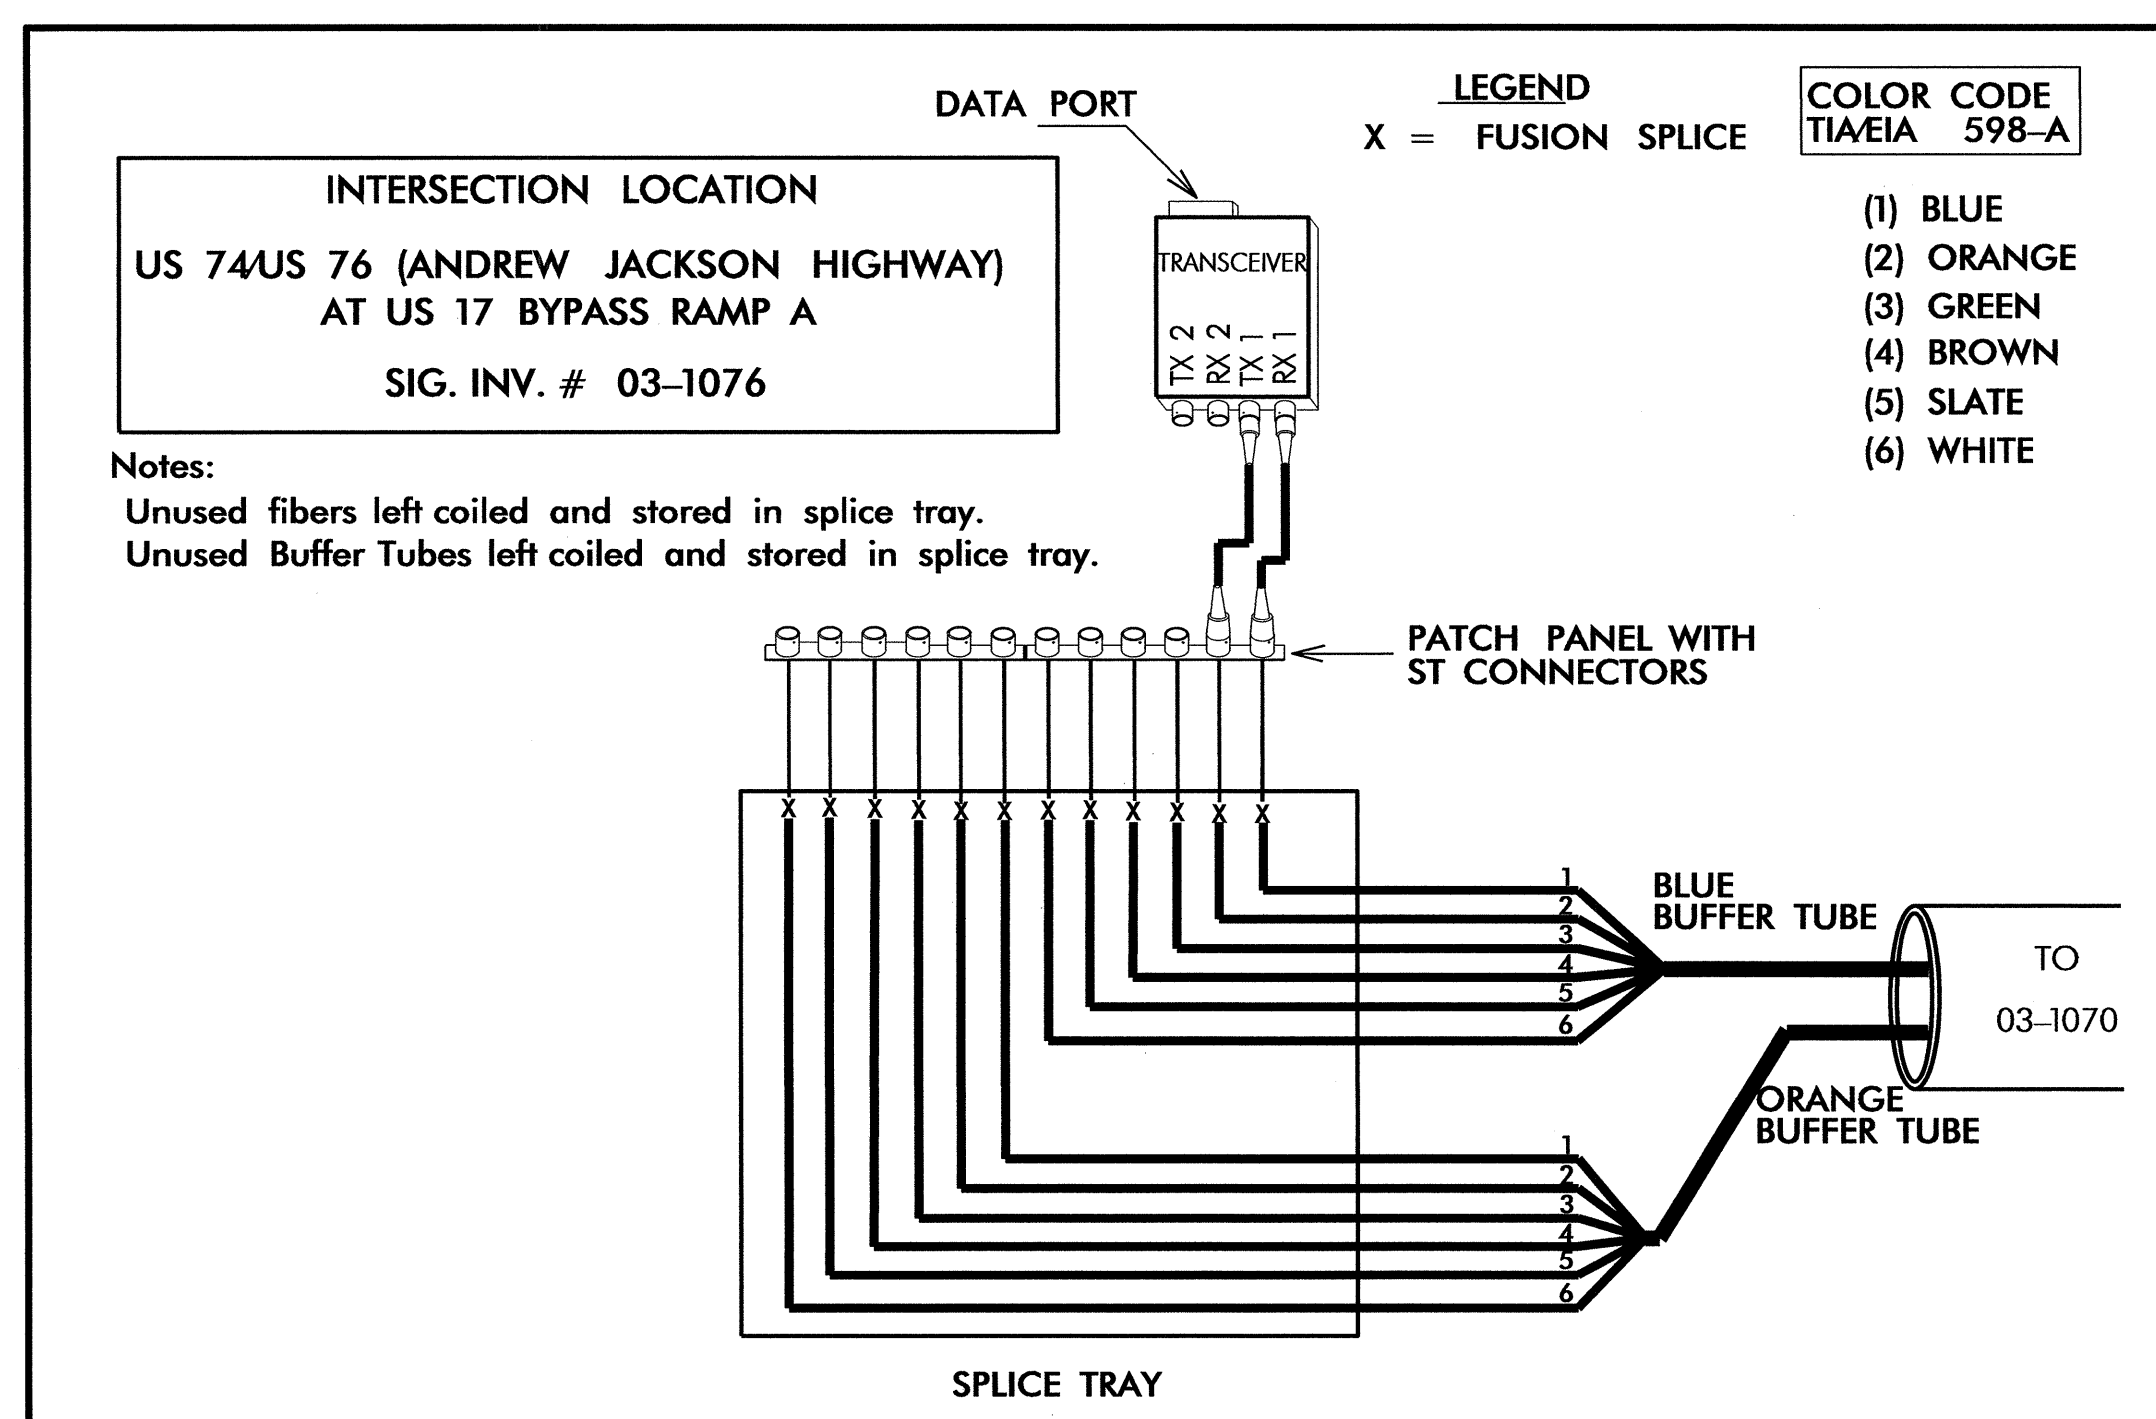 DATA PORT
LEGEND
X = FUSION SPLICE
COLOR CODE
TIA/EIA 598-A
(1) BLUE
(2) ORANGE
(3) GREEN
(4) BROWN
(5) SLATE
(6) WHITE
INTERSECTION LOCATION
US 74/US 76 (ANDREW JACKSON HIGHWAY)
AT US 17 BYPASS RAMP A
SIG. INV. # 03-1076
Notes:
Unused fibers left coiled and stored in splice tray.
Unused Buffer Tubes left coiled and stored in splice tray.
TRANSCEIVER
TX 2
RX 2
TX 1
RX 1
PATCH PANEL WITH
ST CONNECTORS
X X X X X X X X X X X X
1
2
3
4
5
6
BLUE
BUFFER TUBE
TO
03-1070
ORANGE
BUFFER TUBE
1
2
3
4
5
6
SPLICE TRAY